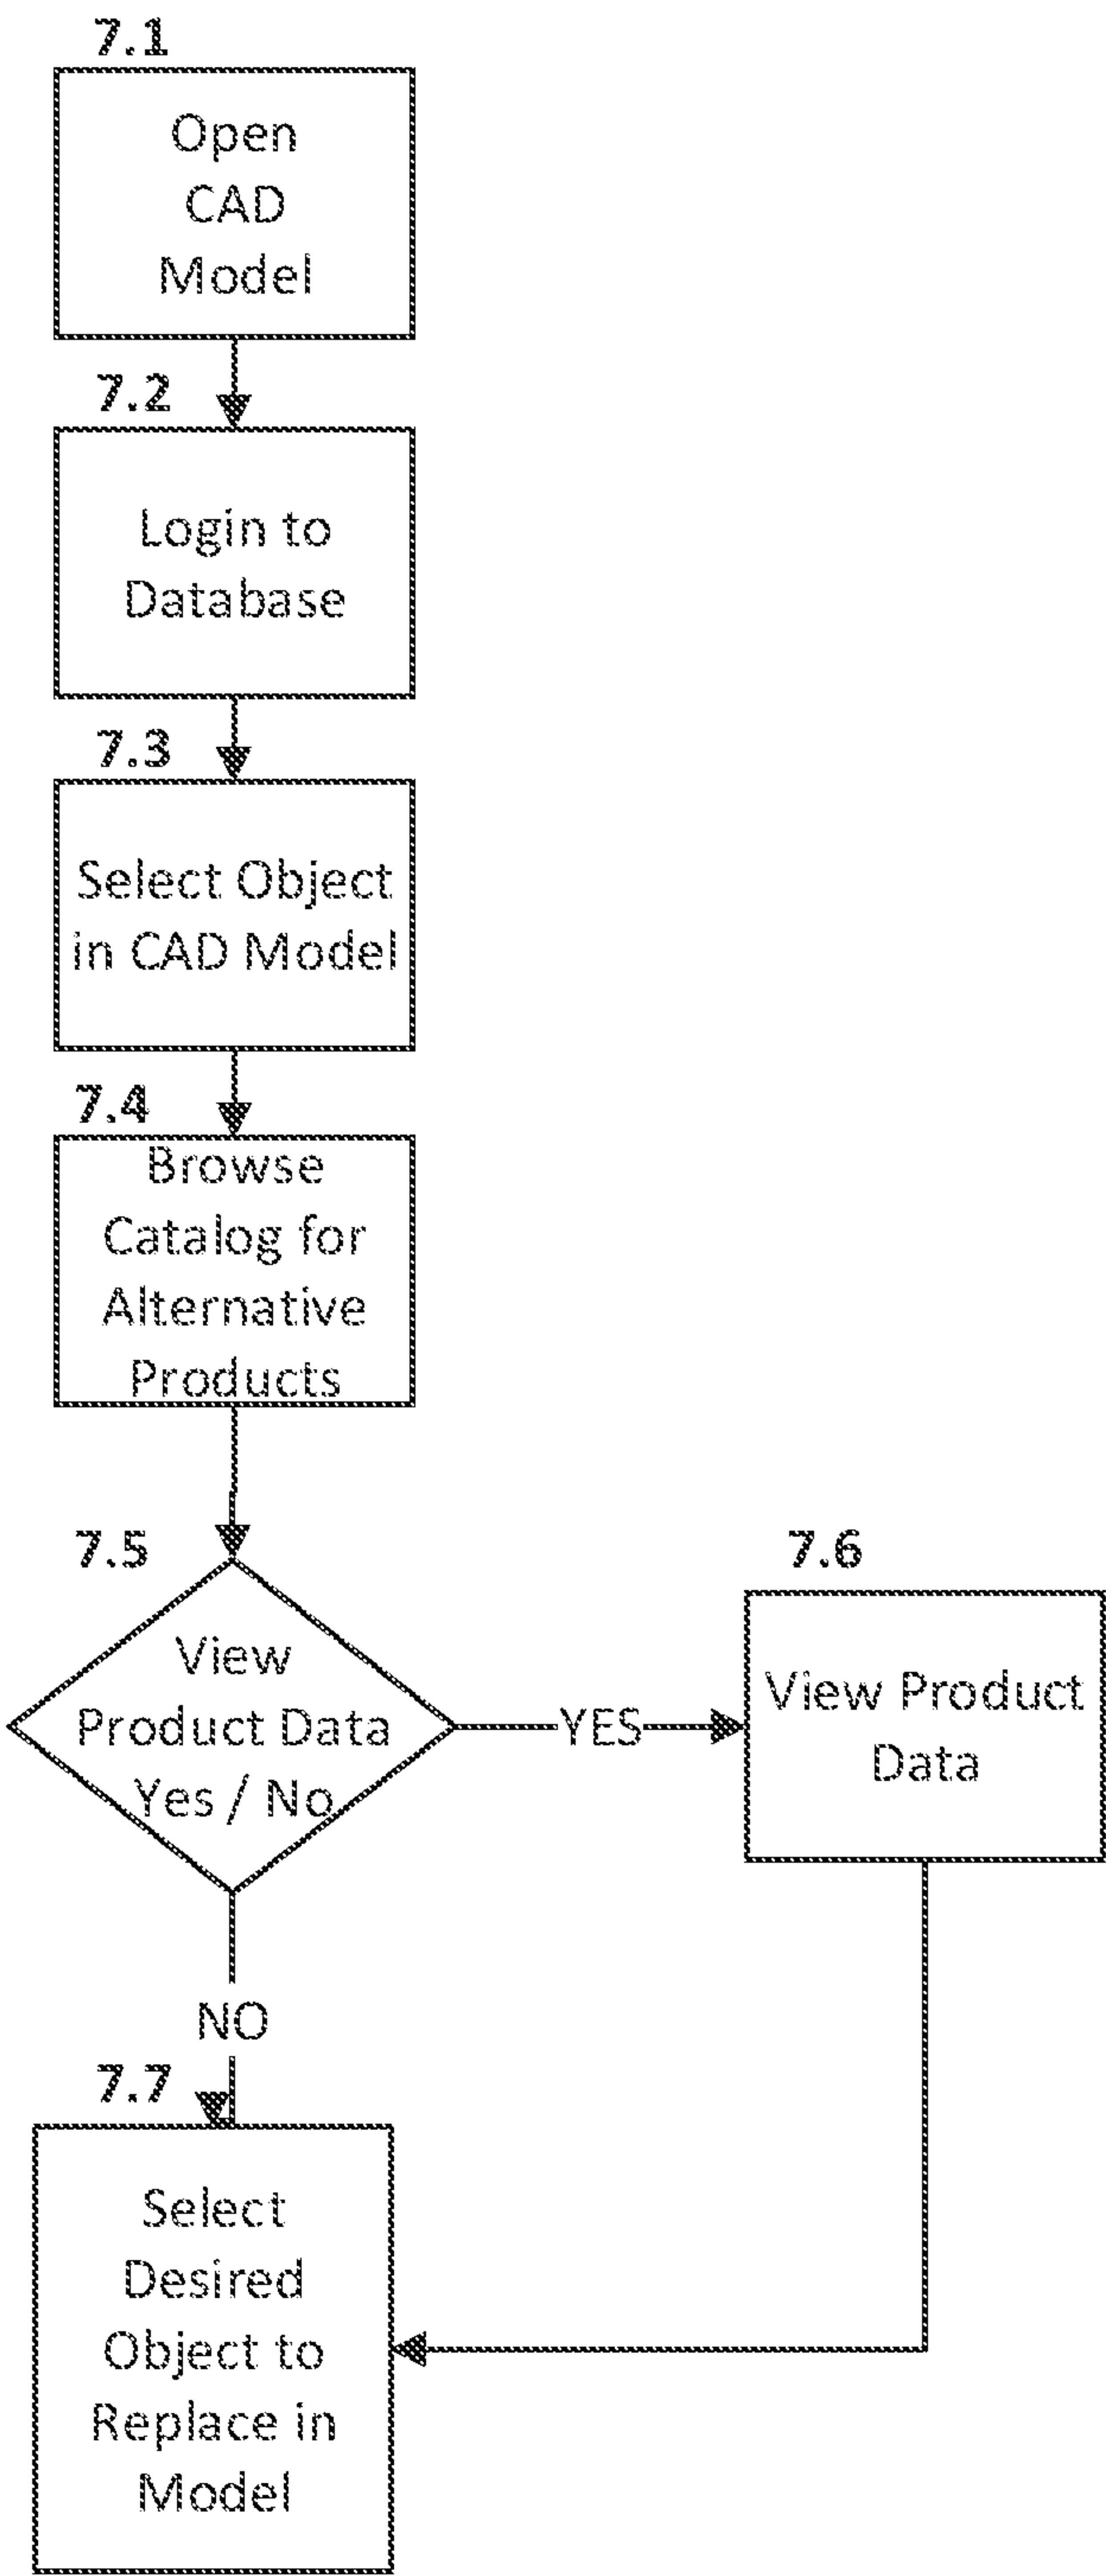 7.1
Open
CAD
Model
7.2
Login to
Database
7.3
Select Object
in CAD Model
7.4
Browse
Catalog for
Alternative
Products
7.5
View
Product Data
Yes / No
YES
7.6
View Product
Data
NO
7.7
Select
Desired
Object to
Replace in
Model